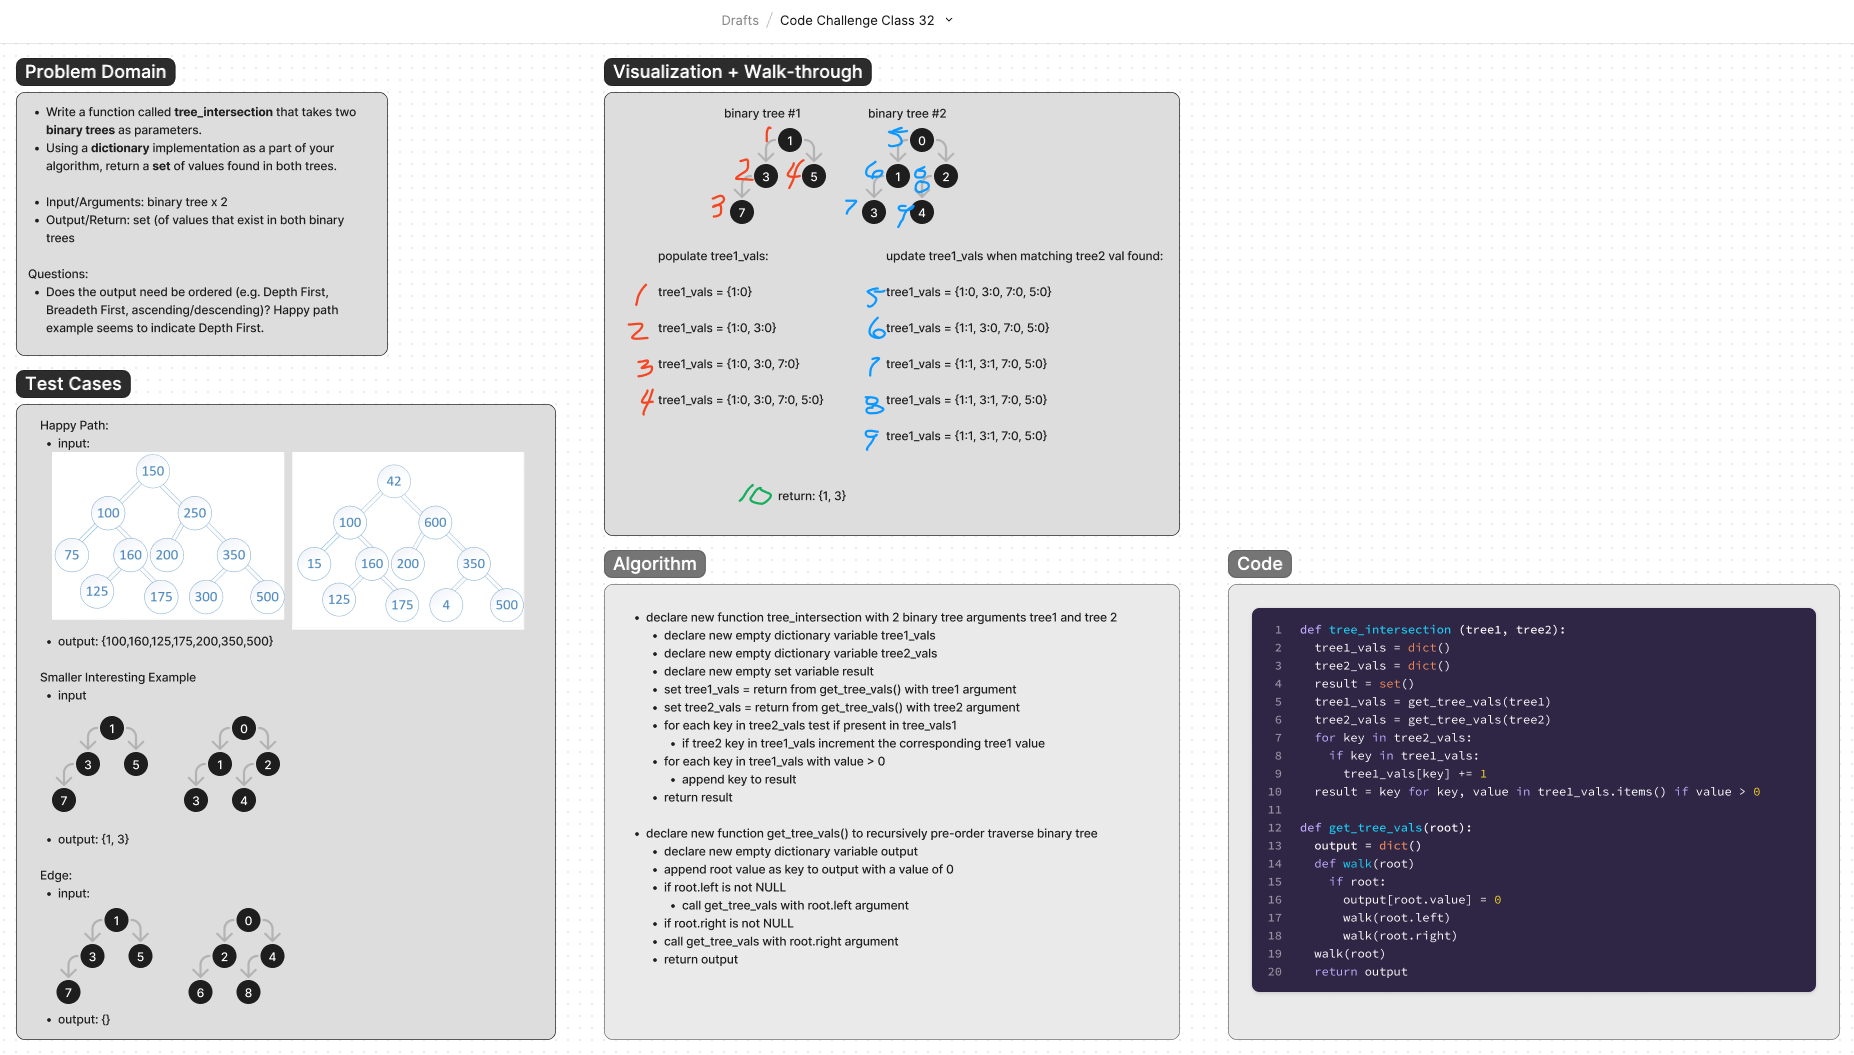 Drafts / Code Challenge Class 32
Problem Domain
• Write a function called tree_intersection that takes two
binary trees as parameters.
• Using a dictionary implementation as a part of your
algorithm, return a set of values found in both trees.
• Input/Arguments: binary tree x 2
• Output/Return: set (of values that exist in both binary
trees
Questions:
• Does the output need be ordered (e.g. Depth First,
Breadeth First, ascending/descending)? Happy path
example seems to indicate Depth First.
Test Cases
Happy Path:
• input:
150
100 250
75 160 200 350
125 175 300 500
42
100 600
15 160 200 350
125 175 4 500
• output: {100,160,125,175,200,350,500}
Smaller Interesting Example
• input
1
3 5
7
0
1 2
3 4
• output: {1, 3}
Edge:
• input:
1
3 5
7
0
2 4
6 8
• output: {}
Visualization + Walk-through
binary tree #1
1 1
2 3 4 5
3 7
binary tree #2
5 0
6 1 8 2
7 3 9 4
populate tree1_vals:
1 tree1_vals = {1:0}
2 tree1_vals = {1:0, 3:0}
3 tree1_vals = {1:0, 3:0, 7:0}
4 tree1_vals = {1:0, 3:0, 7:0, 5:0}
update tree1_vals when matching tree2 val found:
5 tree1_vals = {1:0, 3:0, 7:0, 5:0}
6 tree1_vals = {1:1, 3:0, 7:0, 5:0}
7 tree1_vals = {1:1, 3:1, 7:0, 5:0}
8 tree1_vals = {1:1, 3:1, 7:0, 5:0}
9 tree1_vals = {1:1, 3:1, 7:0, 5:0}
10 return: {1, 3}
Algorithm
• declare new function tree_intersection with 2 binary tree arguments tree1 and tree 2
• declare new empty dictionary variable tree1_vals
• declare new empty dictionary variable tree2_vals
• declare new empty set variable result
• set tree1_vals = return from get_tree_vals() with tree1 argument
• set tree2_vals = return from get_tree_vals() with tree2 argument
• for each key in tree2_vals test if present in tree_vals1
• if tree2 key in tree1_vals increment the corresponding tree1 value
• for each key in tree1_vals with value > 0
• append key to result
• return result
• declare new function get_tree_vals() to recursively pre-order traverse binary tree
• declare new empty dictionary variable output
• append root value as key to output with a value of 0
• if root.left is not NULL
• call get_tree_vals with root.left argument
• if root.right is not NULL
• call get_tree_vals with root.right argument
• return output
Code
1 def tree_intersection (tree1, tree2):
2 tree1_vals = dict()
3 tree2_vals = dict()
4 result = set()
5 tree1_vals = get_tree_vals(tree1)
6 tree2_vals = get_tree_vals(tree2)
7 for key in tree2_vals:
8 if key in tree1_vals:
9 tree1_vals[key] += 1
10 result = key for key, value in tree1_vals.items() if value > 0
11
12 def get_tree_vals(root):
13 output = dict()
14 def walk(root)
15 if root:
16 output[root.value] = 0
17 walk(root.left)
18 walk(root.right)
19 walk(root)
20 return output